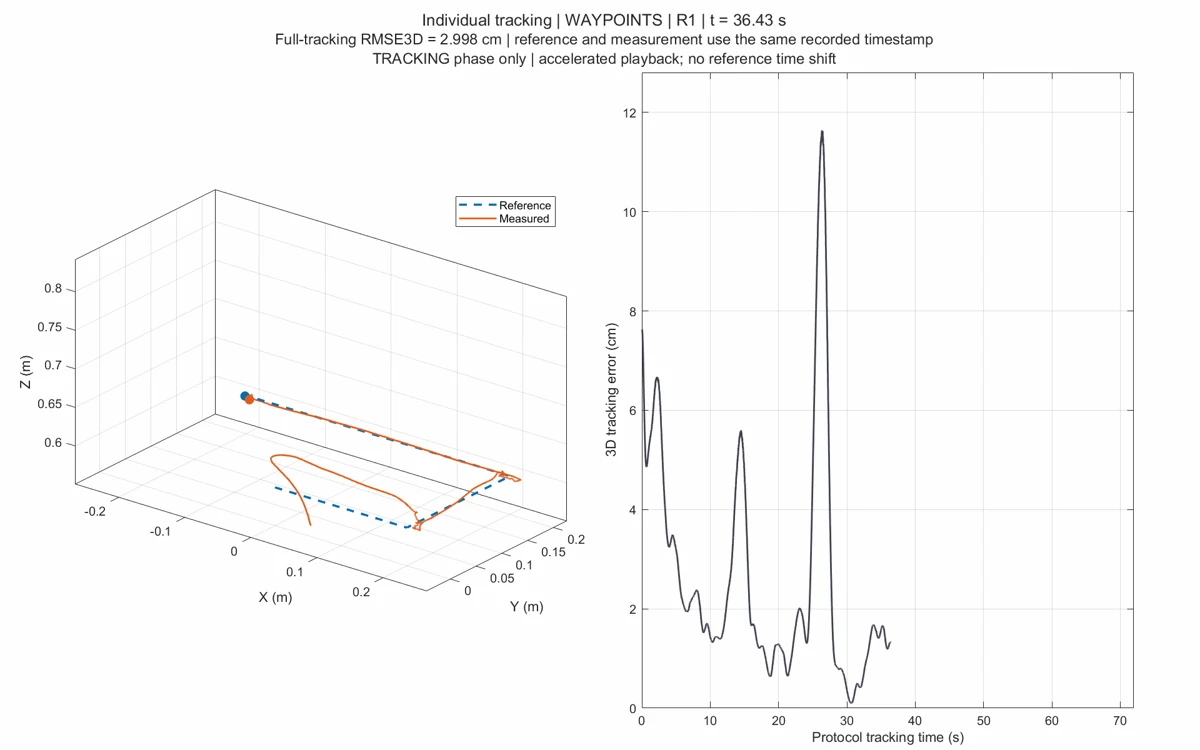 Individual tracking | WAYPOINTS | R1 | t = 36.43 s
Full-tracking RMSE3D = 2.998 cm | reference and measurement use the same recorded timestamp
TRACKING phase only | accelerated playback; no reference time shift
Reference
Measured
0.8
0.75
0.7
0.65
0.6
Z (m)
-0.2
-0.1
0
0.1
0.2
X (m)
0
0.05
0.1
0.15
0.2
Y (m)
12
10
8
6
4
2
0
3D tracking error (cm)
0 10 20 30 40 50 60 70
Protocol tracking time (s)